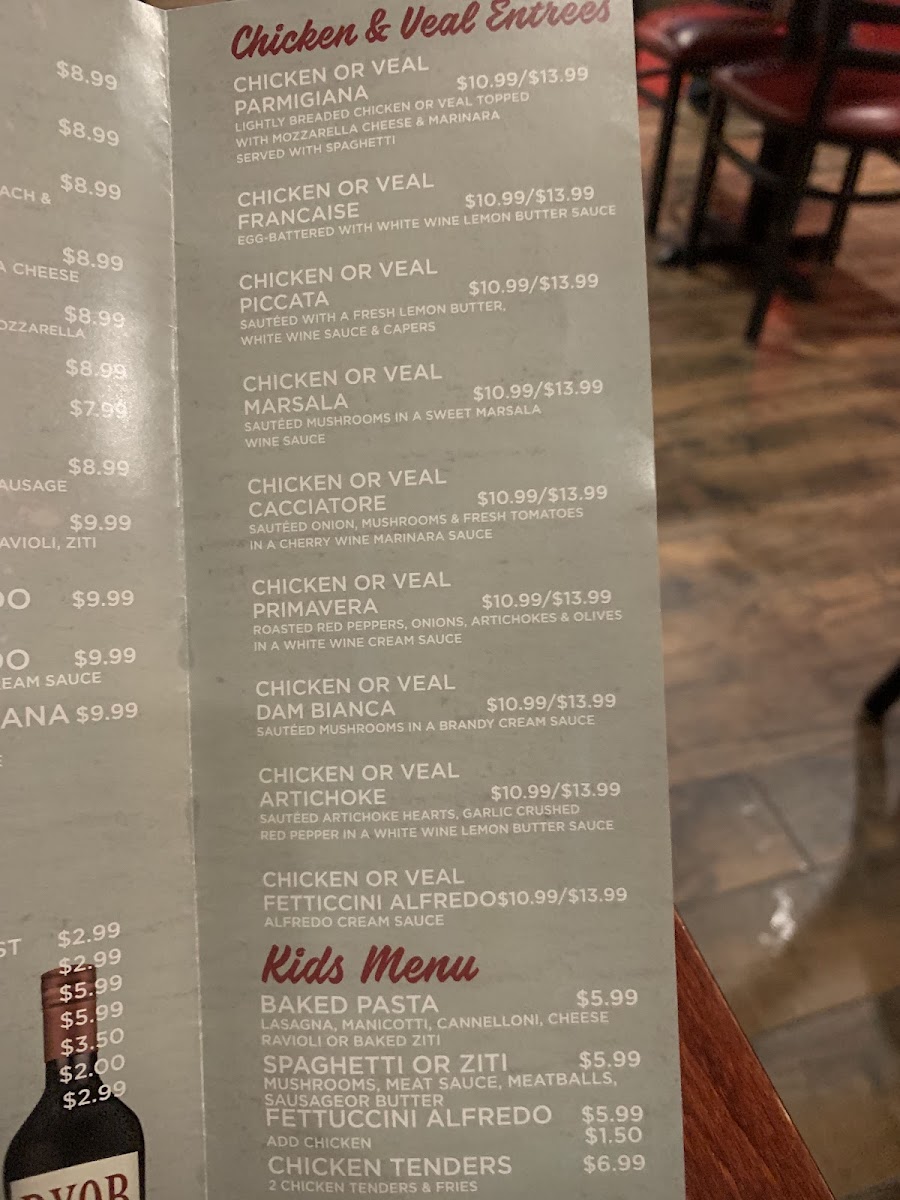 $8.99
$8.99
ACH & $8.99
$8.99
A CHEESE
$8.99
OZZARELLA
$8.99
$7.99
$8.99
AUSAGE
$9.99
AVIOLI, ZITI
DO $9.99
DO $9.99
EAM SAUCE
ANA $9.99
E
ST $2.99
$2.99
$5.99
$5.99
$3.50
$2.00
$2.99
BYOB
Chicken & Veal Entrees
CHICKEN OR VEAL
PARMIGIANA $10.99/$13.99
LIGHTLY BREADED CHICKEN OR VEAL TOPPED
WITH MOZZARELLA CHEESE & MARINARA
SERVED WITH SPAGHETTI
CHICKEN OR VEAL
FRANCAISE $10.99/$13.99
EGG-BATTERED WITH WHITE WINE LEMON BUTTER SAUCE
CHICKEN OR VEAL
PICCATA $10.99/$13.99
SAUTÉED WITH A FRESH LEMON BUTTER,
WHITE WINE SAUCE & CAPERS
CHICKEN OR VEAL
MARSALA $10.99/$13.99
SAUTÉED MUSHROOMS IN A SWEET MARSALA
WINE SAUCE
CHICKEN OR VEAL
CACCIATORE $10.99/$13.99
SAUTÉED ONION, MUSHROOMS & FRESH TOMATOES
IN A CHERRY WINE MARINARA SAUCE
CHICKEN OR VEAL
PRIMAVERA $10.99/$13.99
ROASTED RED PEPPERS, ONIONS, ARTICHOKES & OLIVES
IN A WHITE WINE CREAM SAUCE
CHICKEN OR VEAL
DAM BIANCA $10.99/$13.99
SAUTÉED MUSHROOMS IN A BRANDY CREAM SAUCE
CHICKEN OR VEAL
ARTICHOKE $10.99/$13.99
SAUTÉED ARTICHOKE HEARTS, GARLIC CRUSHED
RED PEPPER IN A WHITE WINE LEMON BUTTER SAUCE
CHICKEN OR VEAL
FETTICCINI ALFREDO$10.99/$13.99
ALFREDO CREAM SAUCE
Kids Menu
BAKED PASTA $5.99
LASAGNA, MANICOTTI, CANNELLONI, CHEESE
RAVIOLI OR BAKED ZITI
SPAGHETTI OR ZITI $5.99
MUSHROOMS, MEAT SAUCE, MEATBALLS,
SAUSAGEOR BUTTER
FETTUCCINI ALFREDO $5.99
ADD CHICKEN $1.50
CHICKEN TENDERS $6.99
2 CHICKEN TENDERS & FRIES